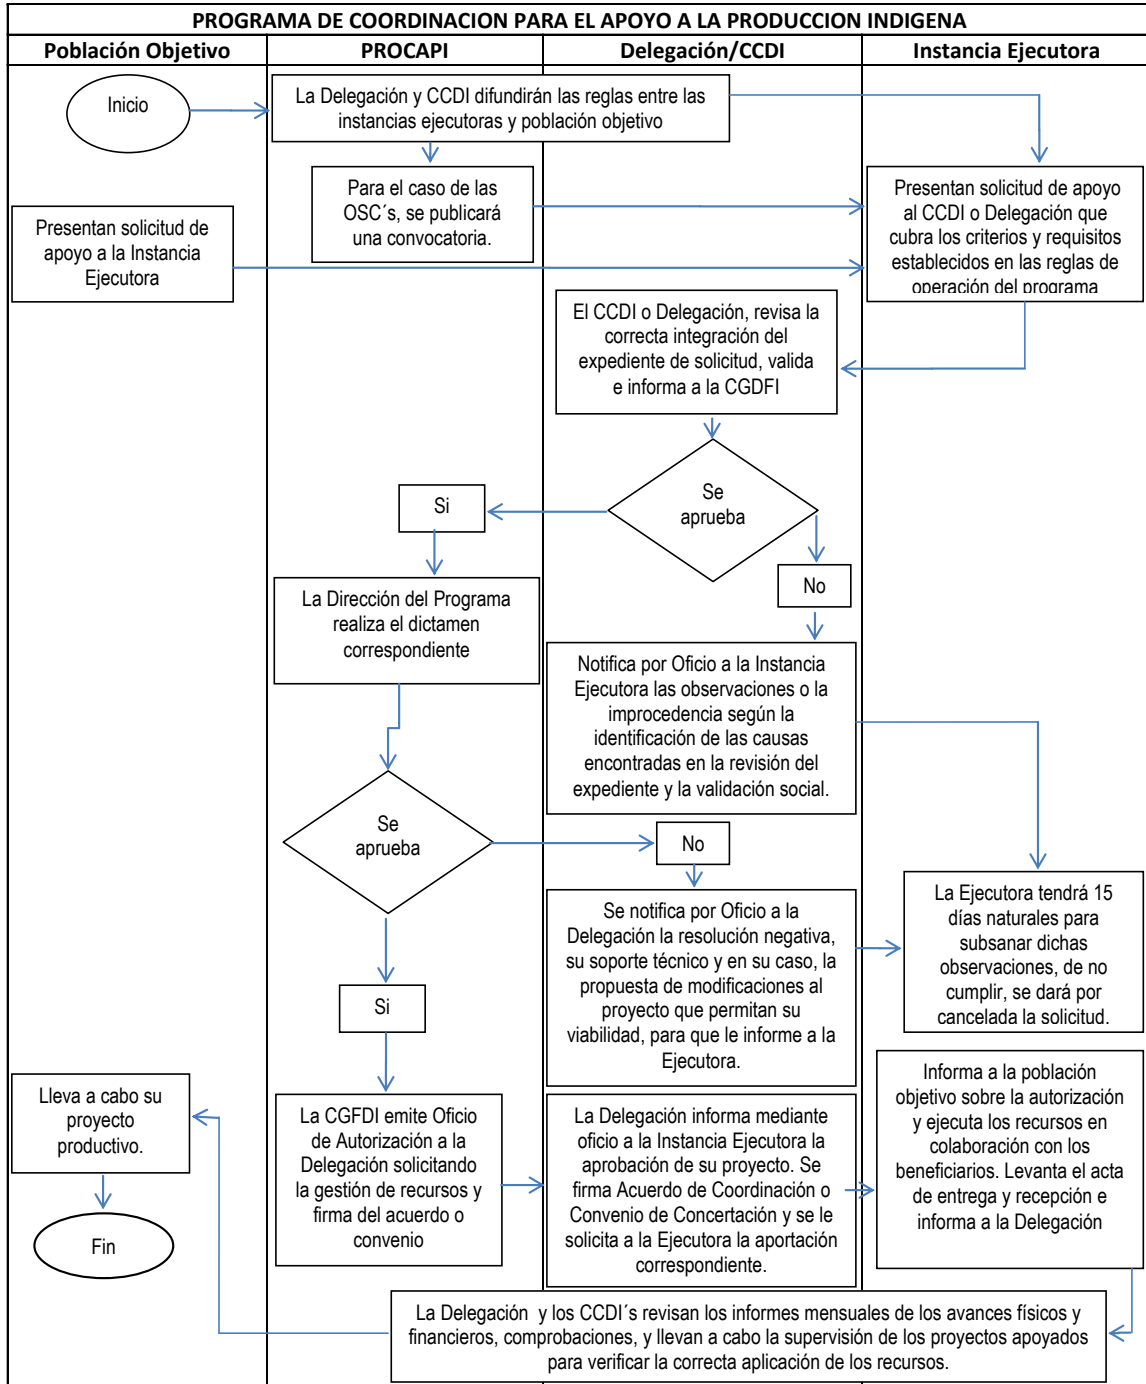 PROGRAMA DE COORDINACION PARA EL APOYO A LA PRODUCCION INDIGENA
Población Objetivo
PROCAPI
Delegación/CCDI
Instancia Ejecutora
Inicio
La Delegación y CCDI difundirán las reglas entre las
instancias ejecutoras y población objetivo
Para el caso de las
OSC´s, se publicará
una convocatoria.
Presentan solicitud de apoyo
al CCDI o Delegación que
cubra los criterios y requisitos
establecidos en las reglas de
operación del programa
Presentan solicitud de
apoyo a la Instancia
Ejecutora
El CCDI o Delegación, revisa la
correcta integración del
expediente de solicitud, valida
e informa a la CGDFI
Se
aprueba
Si
No
La Dirección del Programa
realiza el dictamen
correspondiente
Notifica por Oficio a la Instancia
Ejecutora las observaciones o la
improcedencia según la
identificación de las causas
encontradas en la revisión del
expediente y la validación social.
Se
aprueba
No
Se notifica por Oficio a la
Delegación la resolución negativa,
su soporte técnico y en su caso, la
propuesta de modificaciones al
proyecto que permitan su
viabilidad, para que le informe a la
Ejecutora.
La Ejecutora tendrá 15
días naturales para
subsanar dichas
observaciones, de no
cumplir, se dará por
cancelada la solicitud.
Si
La CGFDI emite Oficio
de Autorización a la
Delegación solicitando
la gestión de recursos y
firma del acuerdo o
convenio
La Delegación informa mediante
oficio a la Instancia Ejecutora la
aprobación de su proyecto. Se
firma Acuerdo de Coordinación o
Convenio de Concertación y se le
solicita a la Ejecutora la aportación
correspondiente.
Informa a la población
objetivo sobre la autorización
y ejecuta los recursos en
colaboración con los
beneficiarios. Levanta el acta
de entrega y recepción e
informa a la Delegación
Lleva a cabo su
proyecto
productivo.
Fin
La Delegación  y los CCDI´s revisan los informes mensuales de los avances físicos y
financieros, comprobaciones, y llevan a cabo la supervisión de los proyectos apoyados
para verificar la correcta aplicación de los recursos.